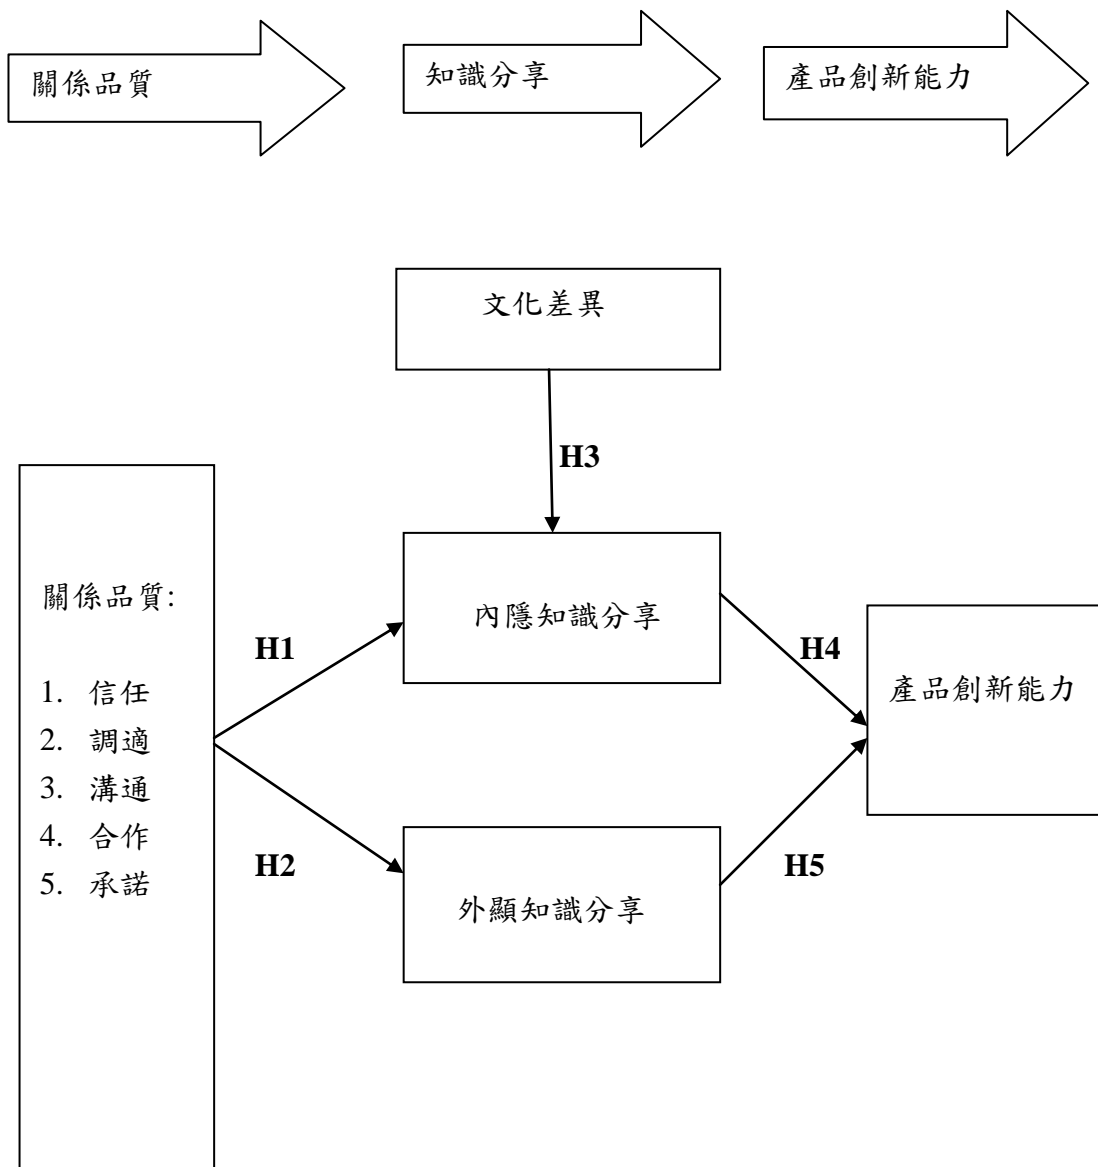 關係品質
知識分享
產品創新能力
文化差異
H3
關係品質:
1. 信任
2. 調適
3. 溝通
4. 合作
5. 承諾
H1
H2
內隱知識分享
外顯知識分享
H4
H5
產品創新能力